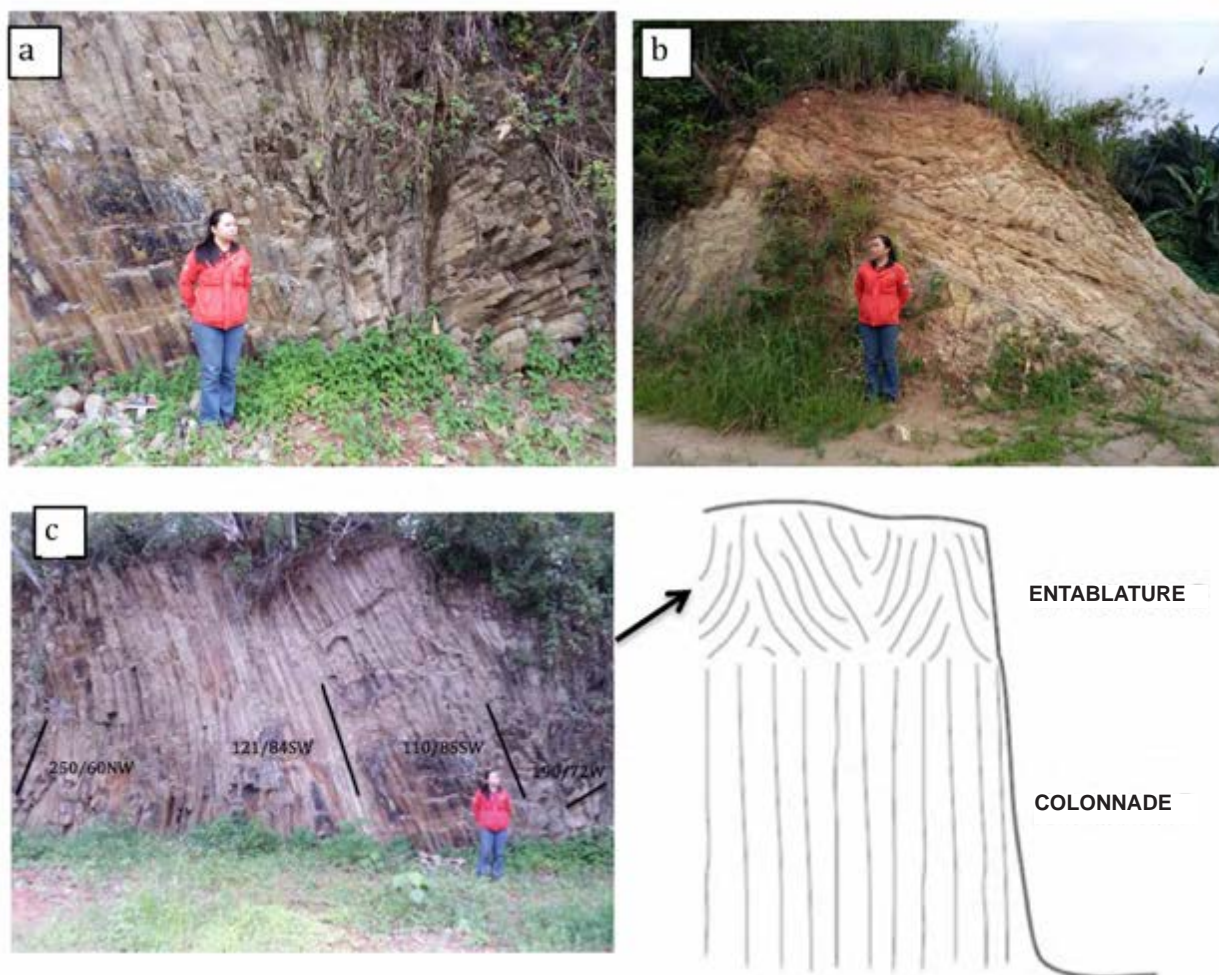 a
b
c
250/60NW
121/84SW
110/85SW
190/72W
ENTABLATURE
COLONNADE